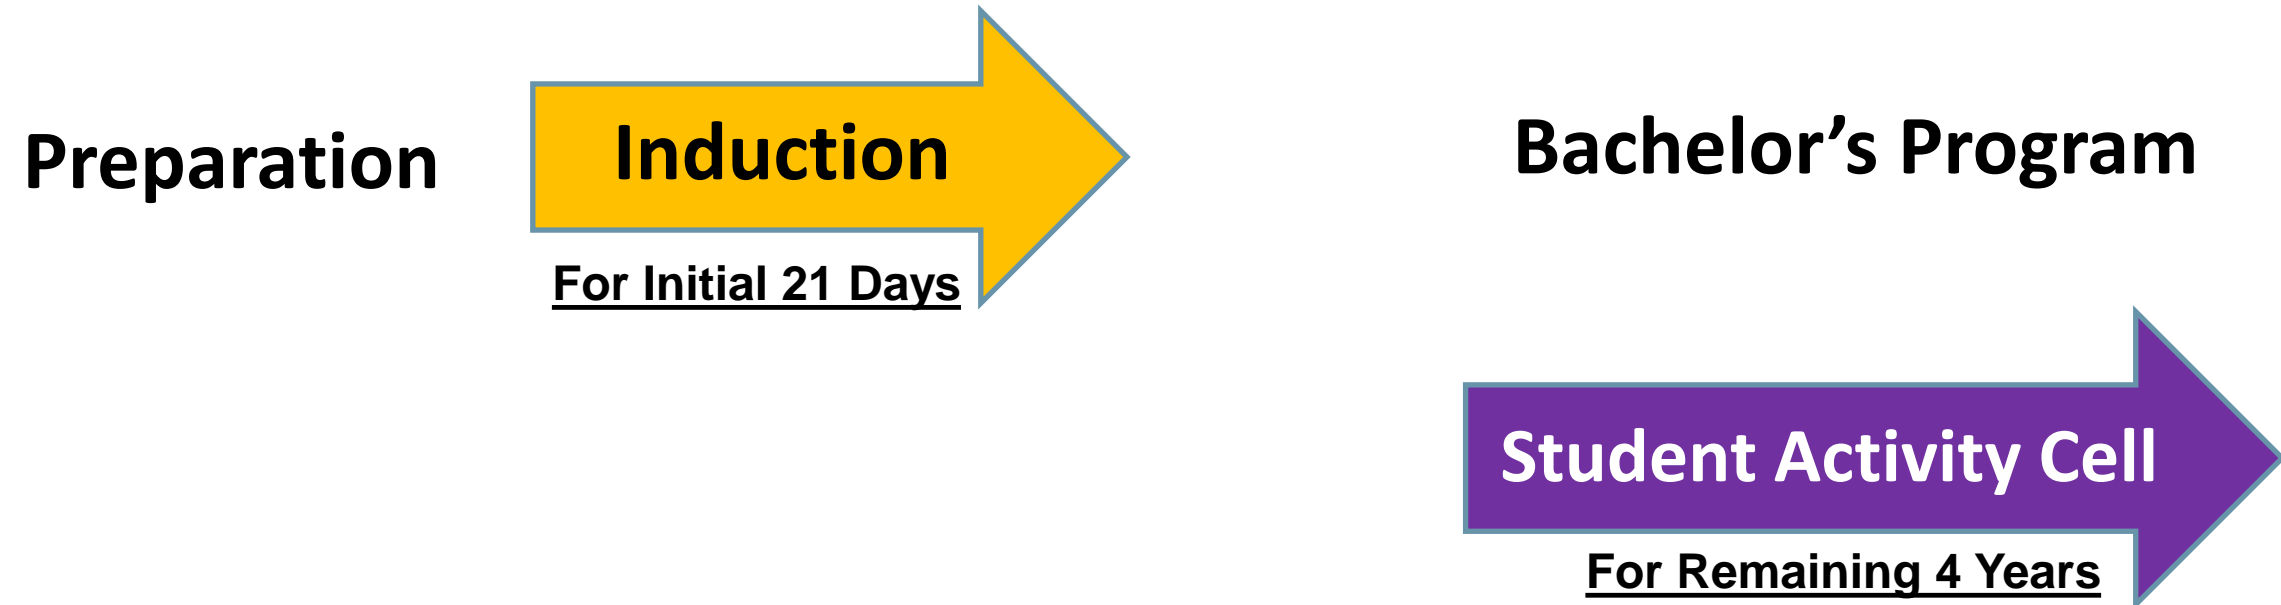 Preparation
Induction
For Initial 21 Days
Bachelor’s Program
Student Activity Cell
For Remaining 4 Years